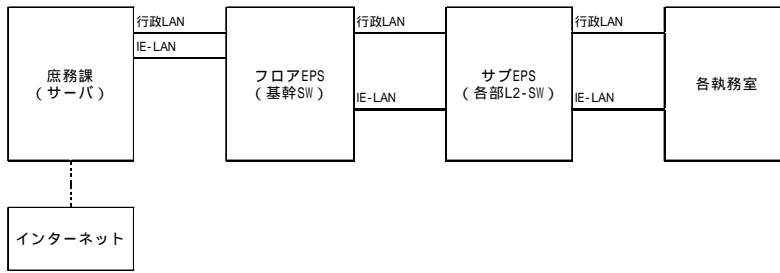 行政LAN
行政LAN
行政LAN
IE-LAN
庶務課
（サーバ）
フロアEPS
（基幹SW）
サブEPS
（各部L2-SW）
各執務室
IE-LAN
IE-LAN
インターネット